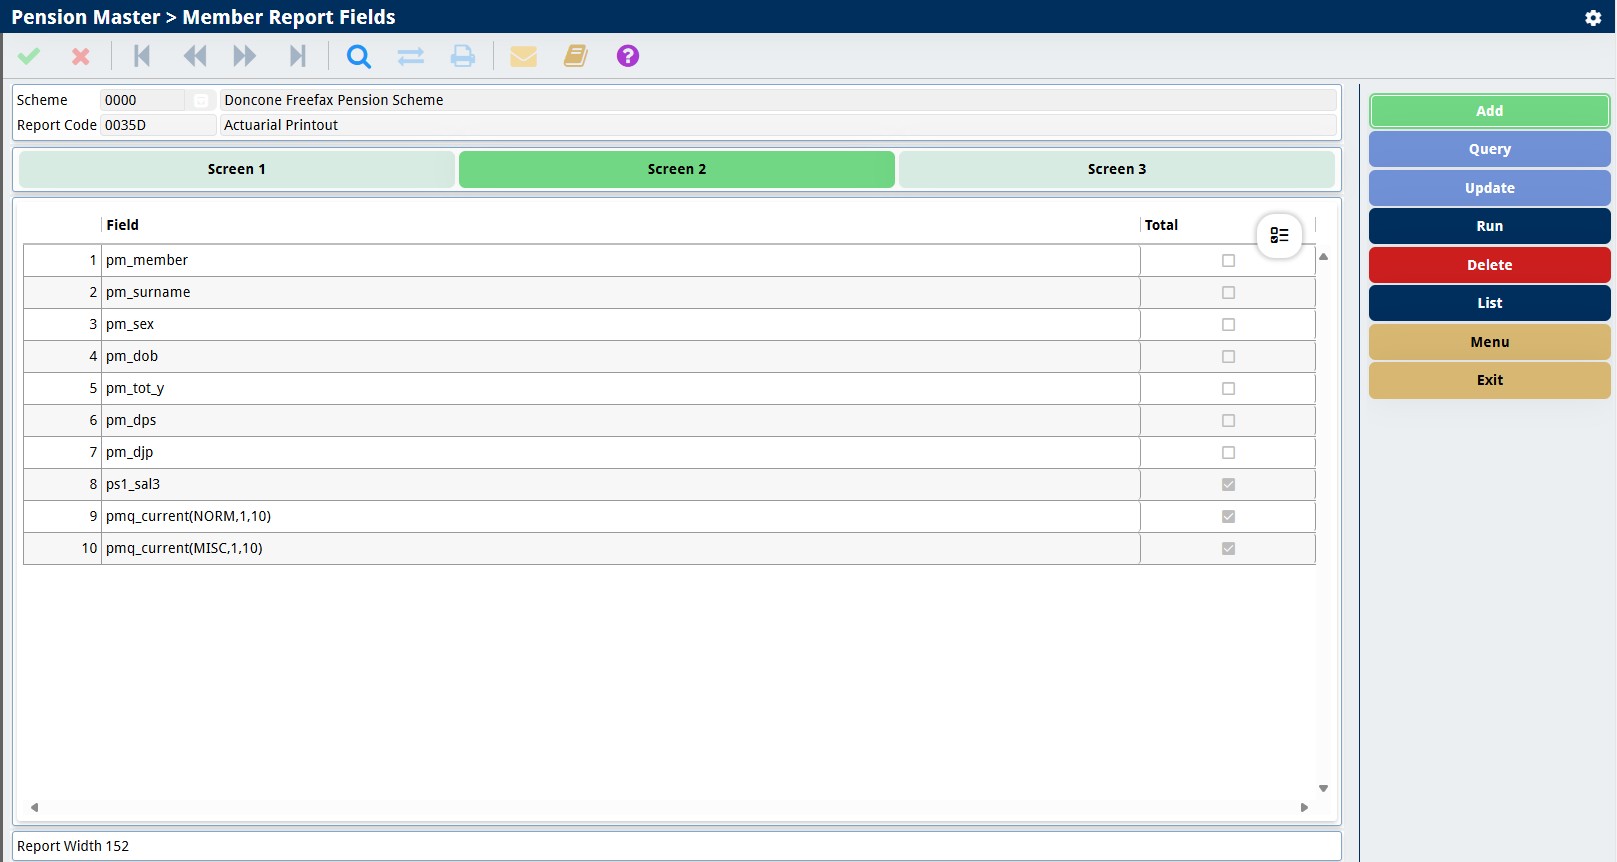 Pension Master > Member Report Fields
Scheme 0000 Doncone Freefax Pension Scheme
Report Code 0035D Actuarial Printout
Screen 1 Screen 2 Screen 3
Field Total
1 pm_member
2 pm_surname
3 pm_sex
4 pm_dob
5 pm_tot_y
6 pm_dps
7 pm_djp
8 ps1_sal3
9 pmq_current(NORM,1,10)
10 pmq_current(MISC,1,10)
Report Width 152
Add
Query
Update
Run
Delete
List
Menu
Exit